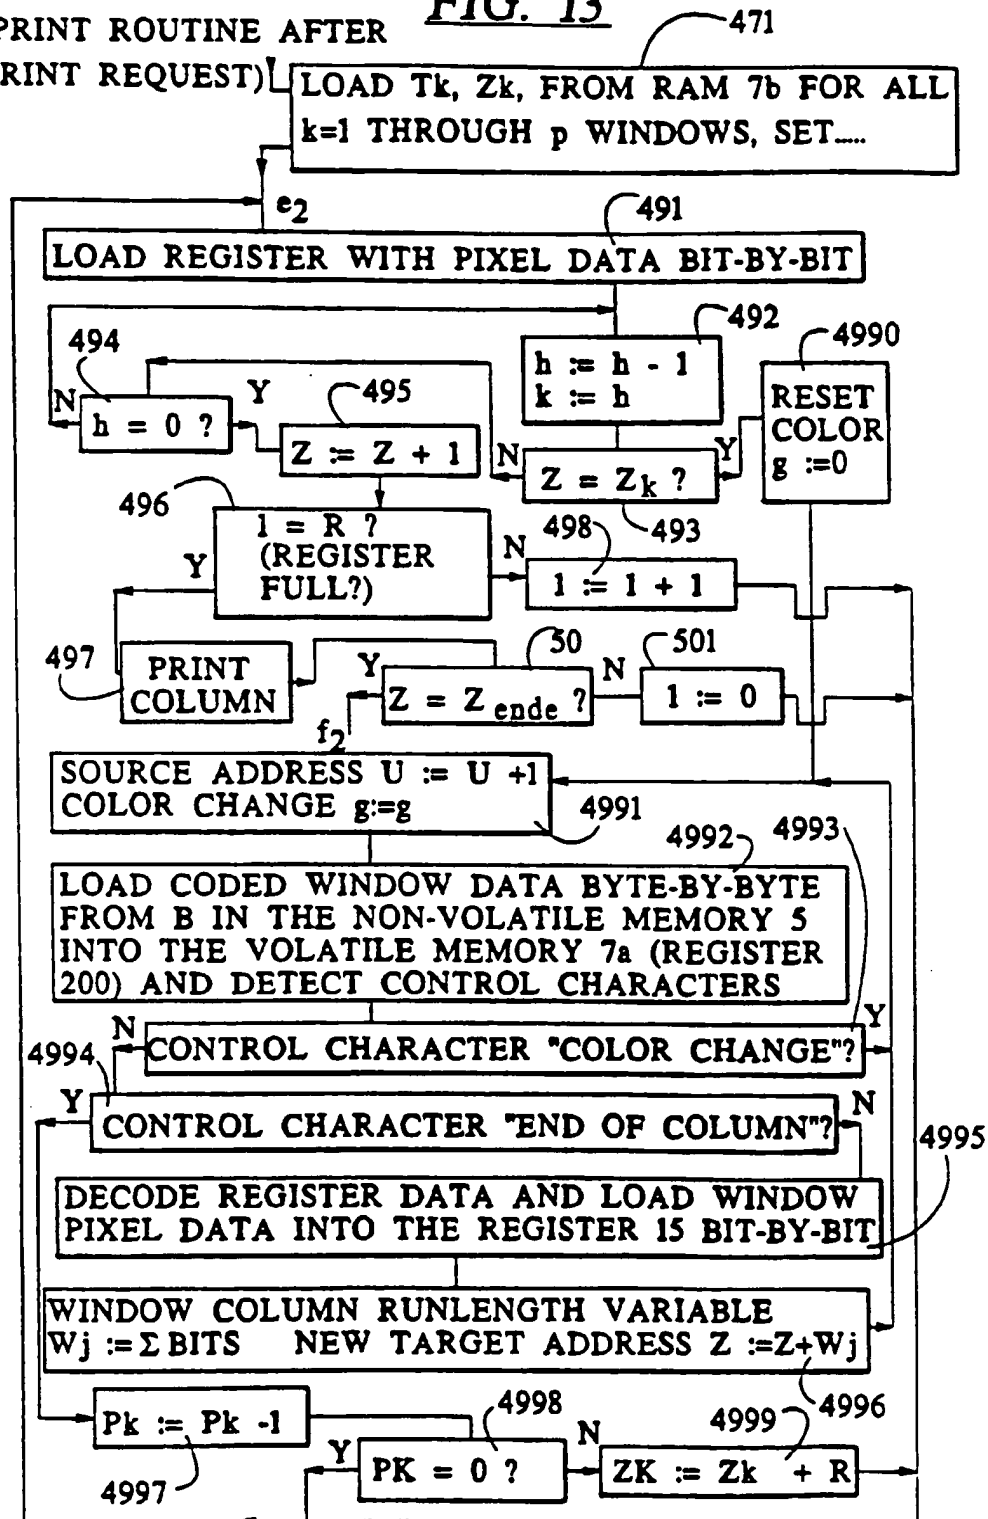 FIG. 13
PRINT ROUTINE AFTER
PRINT REQUEST)
471
LOAD Tk, Zk, FROM RAM 7b FOR ALL
k=1 THROUGH p WINDOWS, SET.....
e2
491
LOAD REGISTER WITH PIXEL DATA BIT-BY-BIT
492
h := h - 1
k := h
4990
RESET
COLOR
g :=0
494
N
h = 0 ?
Y
495
Z := Z + 1
N
Z = Zk ?
Y
493
496
l = R ?
(REGISTER
FULL?)
Y
N
498
l := l + 1
497
PRINT
COLUMN
Y
50
Z = Z ende ?
N
501
l := 0
f2
SOURCE ADDRESS U := U +1
COLOR CHANGE g:=g
4991
4992
4993
LOAD CODED WINDOW DATA BYTE-BY-BYTE
FROM B IN THE NON-VOLATILE MEMORY 5
INTO THE VOLATILE MEMORY 7a (REGISTER
200) AND DETECT CONTROL CHARACTERS
N
CONTROL CHARACTER "COLOR CHANGE"?
Y
4994
Y
CONTROL CHARACTER "END OF COLUMN"?
N
4995
DECODE REGISTER DATA AND LOAD WINDOW
PIXEL DATA INTO THE REGISTER 15 BIT-BY-BIT
WINDOW COLUMN RUNLENGTH VARIABLE
Wj := Σ BITS NEW TARGET ADDRESS Z :=Z+Wj
4996
Pk := Pk -1
4997
4998
Y
PK = 0 ?
N
4999
ZK := Zk + R